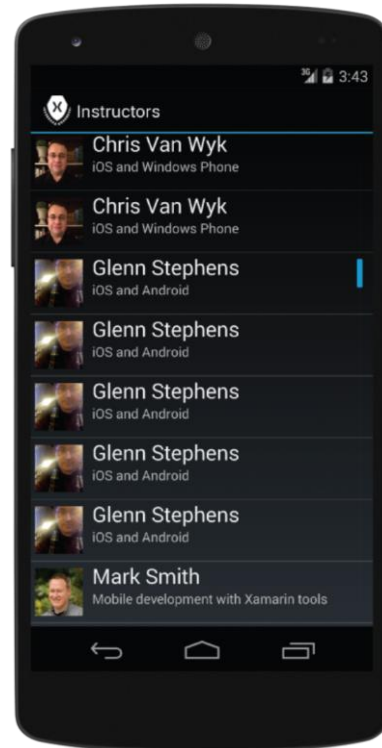 3G 3:43
X Instructors
Chris Van Wyk
iOS and Windows Phone
Chris Van Wyk
iOS and Windows Phone
Glenn Stephens
iOS and Android
Glenn Stephens
iOS and Android
Glenn Stephens
iOS and Android
Glenn Stephens
iOS and Android
Glenn Stephens
iOS and Android
Mark Smith
Mobile development with Xamarin tools